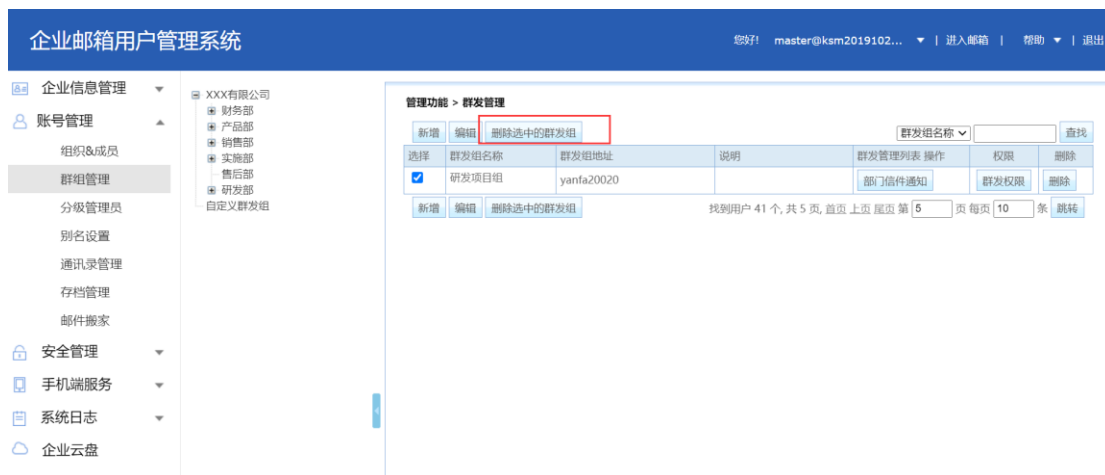 企业邮箱用户管理系统
您好! master@ksm2019102... ▼ | 进入邮箱 | 帮助 ▼ | 退出
企业信息管理
账号管理
组织&成员
群组管理
分级管理员
别名设置
通讯录管理
存档管理
邮件搬家
安全管理
手机端服务
系统日志
企业云盘
XXX有限公司
财务部
产品部
销售部
实施部
售后部
研发部
自定义群发组
管理功能 > 群发管理
新增 编辑 删除选中的群发组 群发组名称 查找
选择 群发组名称 群发组地址 说明 群发管理列表 操作 权限 删除
研发项目组 yanfa20020 部门信件通知 群发权限 删除
新增 编辑 删除选中的群发组 找到用户 41 个, 共 5 页, 首页 上页 尾页 第 5 页 每页 10 条 跳转